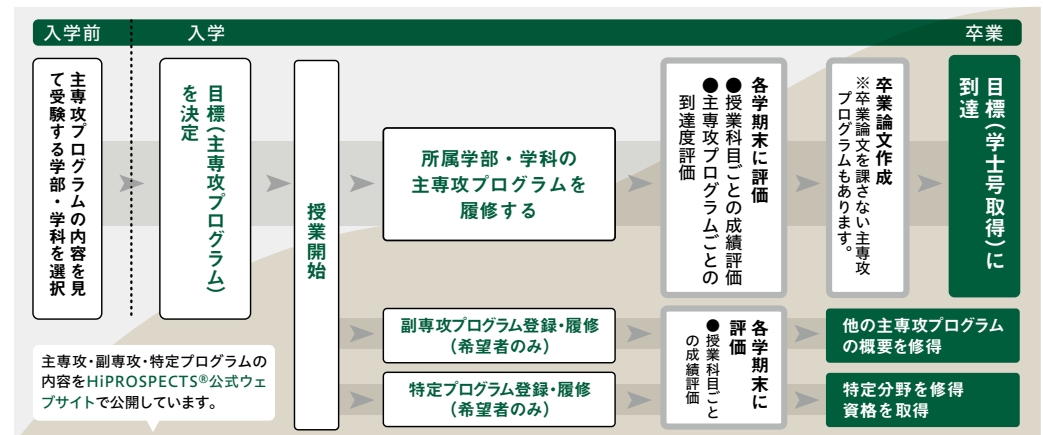 入学前
入学
卒業
主専攻プログラムの内容を見
て受験する学部・学科を選択
目標(主専攻プログラム)
を決定
授業開始
所属学部・学科の
主専攻プログラムを
履修する
各学期末に評価
●授業科目ごとの成績評価
●主専攻プログラムごとの
到達度評価
卒業論文作成
※卒業論文を課さない主専攻
プログラムもあります。
目標(学士号取得)に
到達
副専攻プログラム登録・履修
(希望者のみ)
特定プログラム登録・履修
(希望者のみ)
各学期末に
評価
●授業科目ごと
の成績評価
他の主専攻プログラム
の概要を修得
特定分野を修得
資格を取得
主専攻・副専攻・特定プログラムの
内容をHiPROSPECTS®公式ウェ
ブサイトで公開しています。